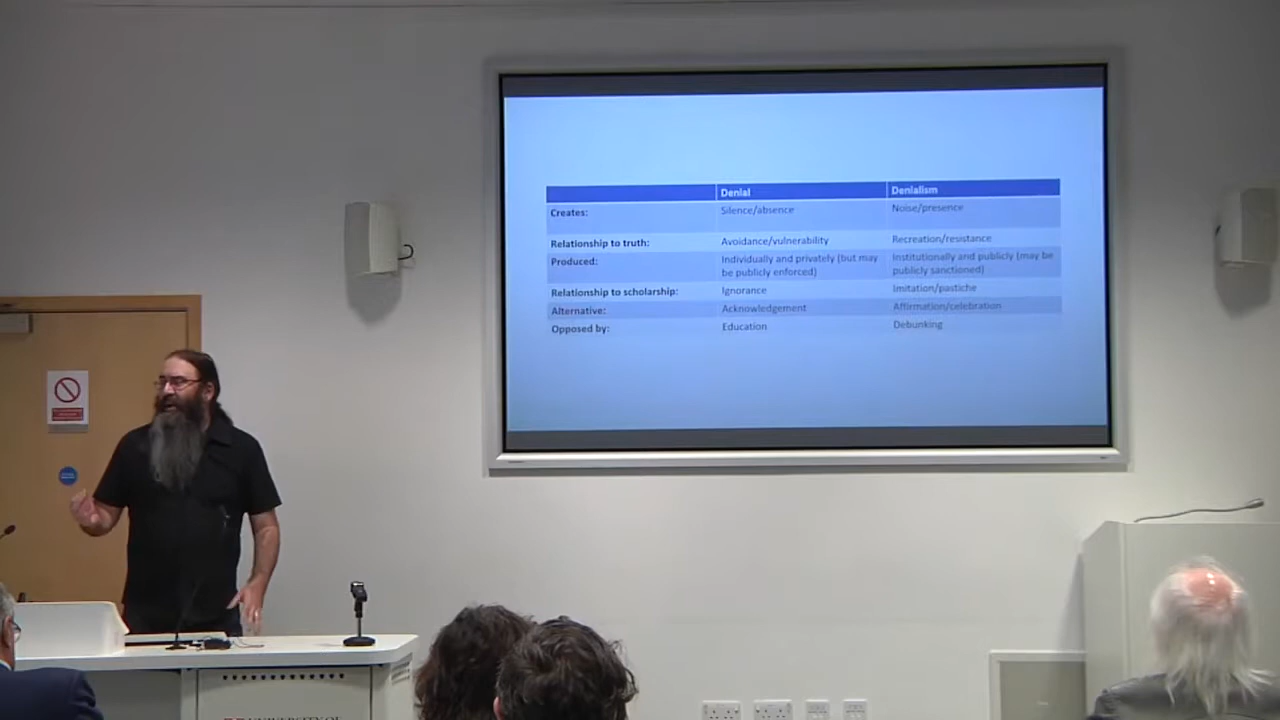 Denial Denialism
Creates: Silence/absence Noise/presence
Relationship to truth: Avoidance/vulnerability Recreation/resistance
Produced: Individually and privately (but may Institutionally and publicly (may be
be publicly enforced) publicly sanctioned)
Relationship to scholarship: Ignorance Imitation/pastiche
Alternative: Acknowledgement Affirmation/celebration
Opposed by: Education Debunking
UNIVERSITY OF